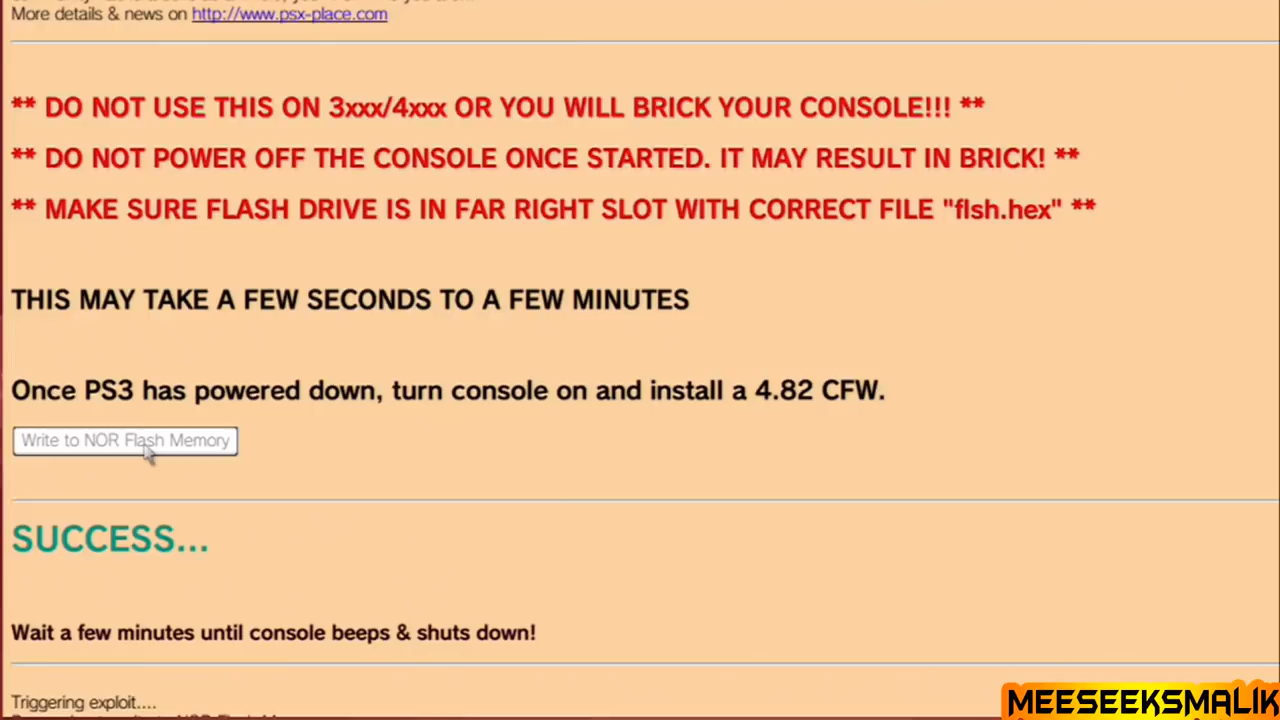 More details & news on http://www.psx-place.com
** DO NOT USE THIS ON 3xxx/4xxx OR YOU WILL BRICK YOUR CONSOLE!!! **
** DO NOT POWER OFF THE CONSOLE ONCE STARTED. IT MAY RESULT IN BRICK! **
** MAKE SURE FLASH DRIVE IS IN FAR RIGHT SLOT WITH CORRECT FILE "flsh.hex" **
THIS MAY TAKE A FEW SECONDS TO A FEW MINUTES
Once PS3 has powered down, turn console on and install a 4.82 CFW.
Write to NOR Flash Memory
SUCCESS...
Wait a few minutes until console beeps & shuts down!
Triggering exploit....
MEESEEKSMALIK